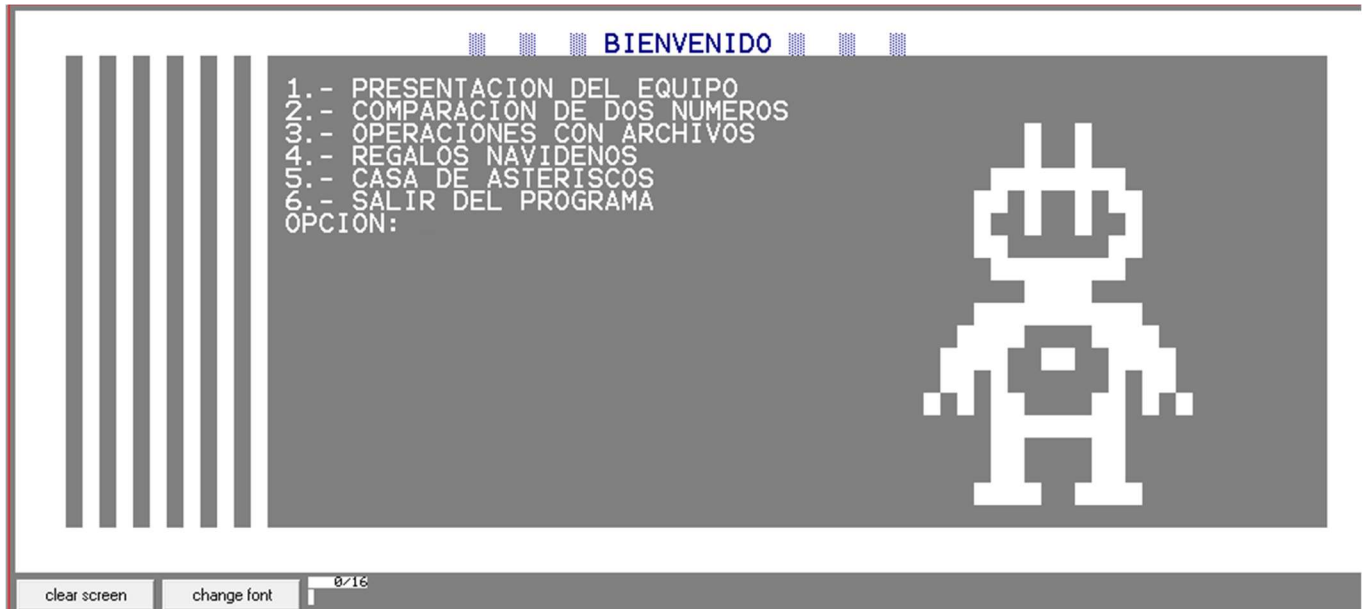 BIENVENIDO
1.- PRESENTACION DEL EQUIPO
2.- COMPARACION DE DOS NUMEROS
3.- OPERACIONES CON ARCHIVOS
4.- REGALOS NAVIDENOS
5.- CASA DE ASTERISCOS
6.- SALIR DEL PROGRAMA
OPCION:
clear screen change font 0/16